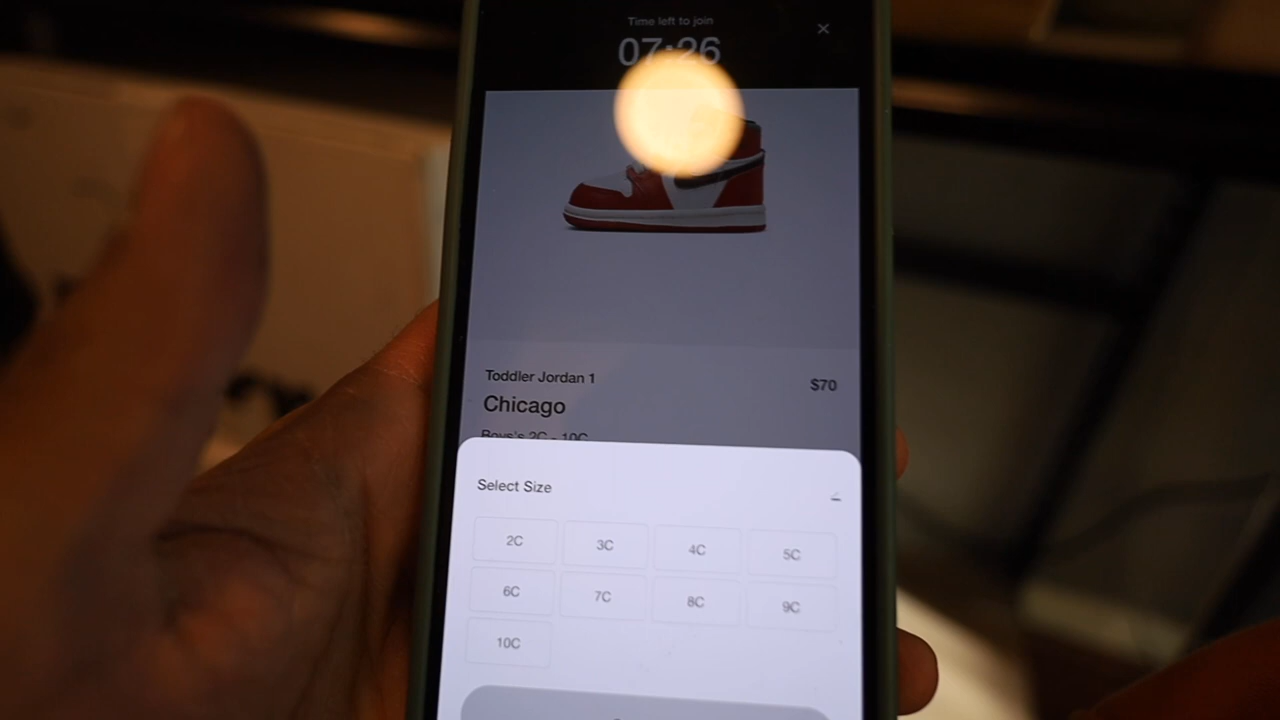 Time left to join
07:26
Toddler Jordan 1
$70
Chicago
Boys's 2C - 10C
Select Size
2C 3C 4C 5C
6C 7C 8C 9C
10C